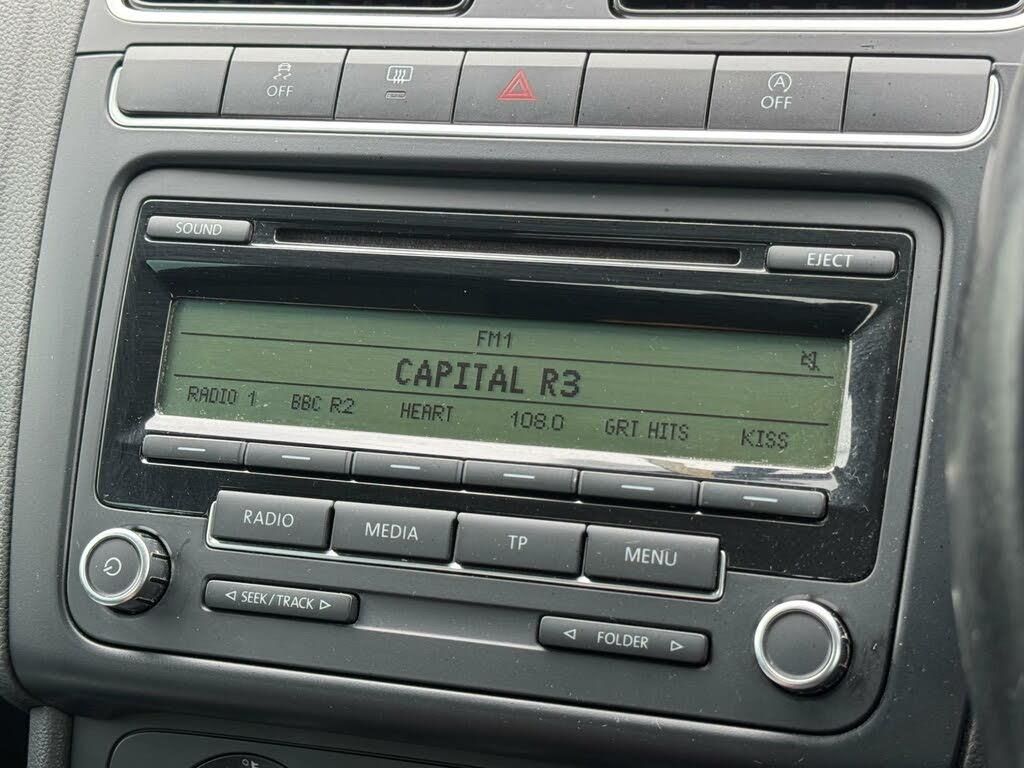 OFF
A
OFF
SOUND
EJECT
FM1
CAPITAL R3
RADIO 1 BBC R2 HEART 108.0 GRT HITS KISS
RADIO MEDIA TP MENU
SEEK/TRACK
FOLDER
°F